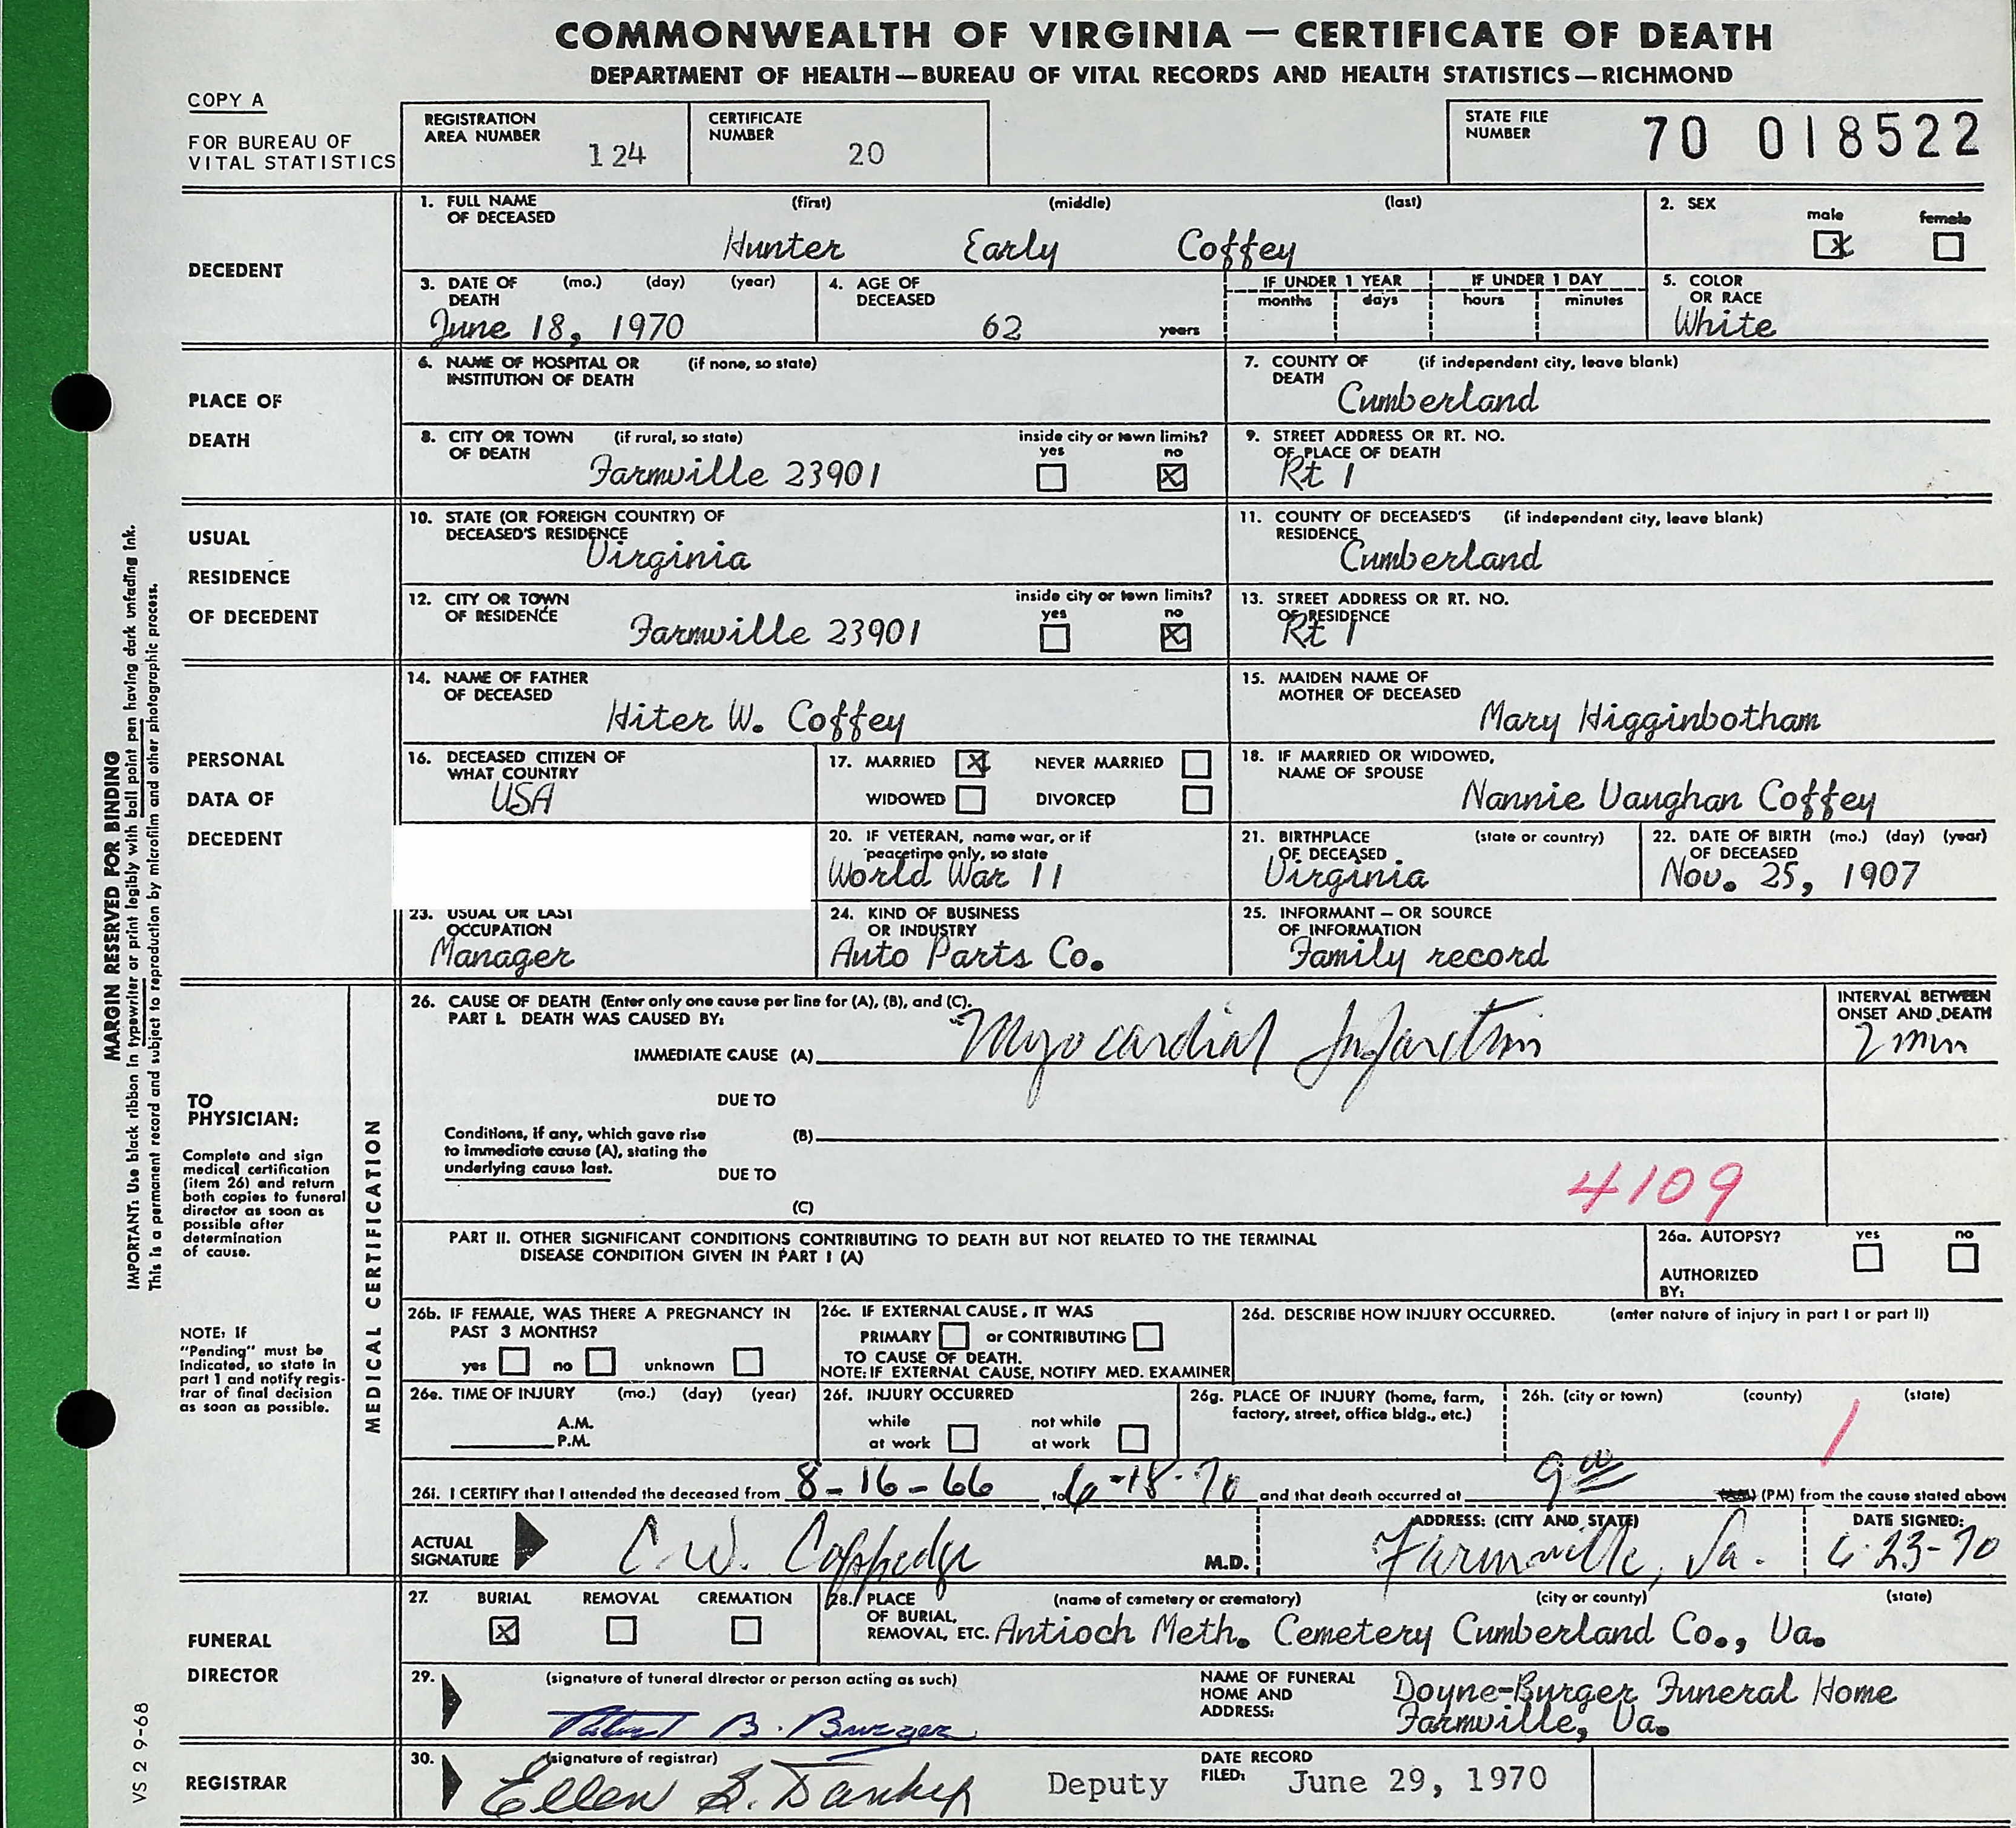 COMMONWEALTH OF VIRGINIA — CERTIFICATE OF DEATH
DEPARTMENT OF HEALTH—BUREAU OF VITAL RECORDS AND HEALTH STATISTICS—RICHMOND
COPY A
FOR BUREAU OF
VITAL STATISTICS
REGISTRATION
AREA NUMBER
124
CERTIFICATE
NUMBER
20
STATE FILE
NUMBER
70 018522
DECEDENT
1. FULL NAME (first) (middle) (last)
OF DECEASED
Hunter Early Coffey
2. SEX
male female
x
3. DATE OF (mo.) (day) (year)
DEATH
June 18, 1970
4. AGE OF
DECEASED
62 years
IF UNDER 1 YEAR IF UNDER 1 DAY
months days hours minutes
5. COLOR
OR RACE
White
PLACE OF
DEATH
6. NAME OF HOSPITAL OR (if none, so state)
INSTITUTION OF DEATH
7. COUNTY OF (if independent city, leave blank)
DEATH
Cumberland
8. CITY OR TOWN (if rural, so state) inside city or town limits?
OF DEATH yes no
Farmville 23901 x
9. STREET ADDRESS OR RT. NO.
OF PLACE OF DEATH
Rt 1
USUAL
RESIDENCE
OF DECEDENT
10. STATE (OR FOREIGN COUNTRY) OF
DECEASED'S RESIDENCE
Virginia
11. COUNTY OF DECEASED'S (if independent city, leave blank)
RESIDENCE
Cumberland
12. CITY OR TOWN inside city or town limits?
OF RESIDENCE yes no
Farmville 23901 x
13. STREET ADDRESS OR RT. NO.
OF RESIDENCE
Rt 1
PERSONAL
DATA OF
DECEDENT
14. NAME OF FATHER
OF DECEASED
Hiter W. Coffey
15. MAIDEN NAME OF
MOTHER OF DECEASED
Mary Higginbotham
16. DECEASED CITIZEN OF
WHAT COUNTRY
USA
17. MARRIED x NEVER MARRIED
WIDOWED DIVORCED
18. IF MARRIED OR WIDOWED,
NAME OF SPOUSE
Nannie Vaughan Coffey
20. IF VETERAN, name war, or if
peacetime only, so state
World War 11
21. BIRTHPLACE (state or country)
OF DECEASED
Virginia
22. DATE OF BIRTH (mo.) (day) (year)
OF DECEASED
Nov. 25, 1907
23. USUAL OR LAST
OCCUPATION
Manager
24. KIND OF BUSINESS
OR INDUSTRY
Auto Parts Co.
25. INFORMANT — OR SOURCE
OF INFORMATION
Family record
MARGIN RESERVED FOR BINDING
IMPORTANT: Use black ribbon in typewriter or print legibly with ball point pen having dark unfading ink.
This is a permanent record and subject to reproduction by microfilm and other photographic process.
TO
PHYSICIAN:
Complete and sign
medical certification
(item 26) and return
both copies to funeral
director as soon as
possible after
determination
of cause.
NOTE: If
"Pending" must be
indicated, so state in
part 1 and notify regis-
trar of final decision
as soon as possible.
MEDICAL CERTIFICATION
26. CAUSE OF DEATH (Enter only one cause per line for (A), (B), and (C).
PART I. DEATH WAS CAUSED BY:
IMMEDIATE CAUSE (A) Myocardial Infarction
INTERVAL BETWEEN
ONSET AND DEATH
2 min
DUE TO
Conditions, if any, which gave rise (B)
to immediate cause (A), stating the
underlying cause last. DUE TO
(C)
4109
PART II. OTHER SIGNIFICANT CONDITIONS CONTRIBUTING TO DEATH BUT NOT RELATED TO THE TERMINAL
DISEASE CONDITION GIVEN IN PART I (A)
26a. AUTOPSY? yes no
AUTHORIZED
BY:
26b. IF FEMALE, WAS THERE A PREGNANCY IN
PAST 3 MONTHS?
yes no unknown
26c. IF EXTERNAL CAUSE, IT WAS
PRIMARY or CONTRIBUTING
TO CAUSE OF DEATH.
NOTE: IF EXTERNAL CAUSE, NOTIFY MED. EXAMINER
26d. DESCRIBE HOW INJURY OCCURRED. (enter nature of injury in part I or part II)
26e. TIME OF INJURY (mo.) (day) (year)
A.M.
P.M.
26f. INJURY OCCURRED
while not while
at work at work
26g. PLACE OF INJURY (home, farm,
factory, street, office bldg., etc.)
26h. (city or town) (county) (state)
26i. I CERTIFY that I attended the deceased from 8-16-66 to 6-18-70 and that death occurred at 9 00 (PM) from the cause stated above
ACTUAL
SIGNATURE
C.W. Coppedge M.D.
ADDRESS: (CITY AND STATE)
Farmville, Va.
DATE SIGNED:
6-23-70
FUNERAL
DIRECTOR
27. BURIAL REMOVAL CREMATION
x
28. PLACE (name of cemetery or crematory) (city or county) (state)
OF BURIAL,
REMOVAL, ETC. Antioch Meth. Cemetery Cumberland Co., Va.
29. (signature of funeral director or person acting as such)
B. Burger
NAME OF FUNERAL
HOME AND
ADDRESS:
Doyne-Burger Funeral Home
Farmville, Va.
REGISTRAR
30. (signature of registrar)
Ellen S. Deputy
DATE RECORD
FILED: June 29, 1970
VS 2 9-68